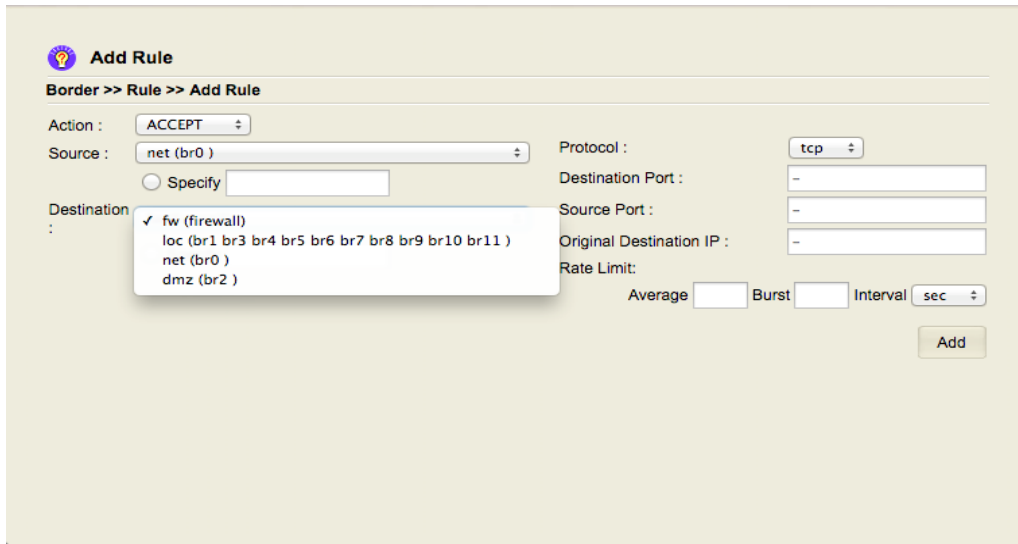 Add Rule
Border >> Rule >> Add Rule
Action :
ACCEPT
Source :
net (br0 )
Specify
Destination
:
✓ fw (firewall)
loc (br1 br3 br4 br5 br6 br7 br8 br9 br10 br11 )
net (br0 )
dmz (br2 )
Protocol :
tcp
Destination Port :
-
Source Port :
-
Original Destination IP :
-
Rate Limit:
Average
Burst
Interval
sec
Add